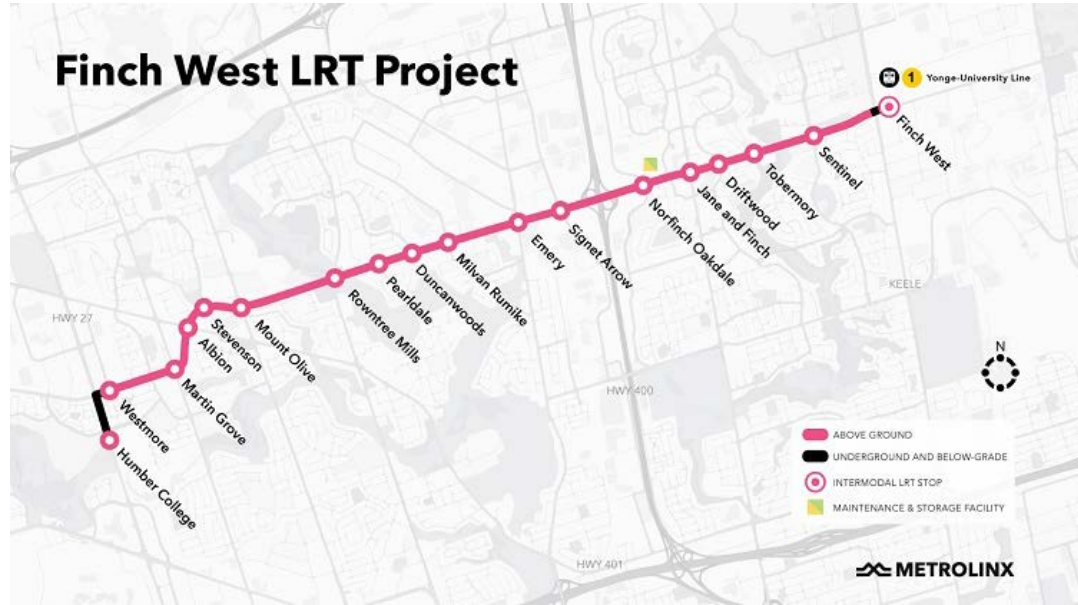 Finch West LRT Project
1 Yonge-University Line
Finch West
Sentinel
Tobermory
Driftwood
Jane and Finch
Norfinch Oakdale
Signet Arrow
Emery
Milvan Rumike
Duncanwoods
Pearldale
Rowntree Mills
Mount Olive
Stevenson
Albion
Martin Grove
Westmore
Humber College
HWY 27
KEELE
HWY 400
HWY 401
N
ABOVE GROUND
UNDERGROUND AND BELOW-GRADE
INTERMODAL LRT STOP
MAINTENANCE & STORAGE FACILITY
METROLINX